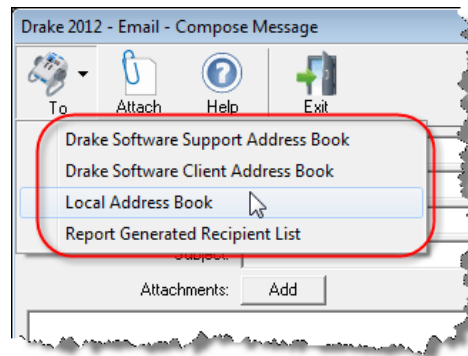 Drake 2012 - Email - Compose Message
To Attach Help Exit
Drake Software Support Address Book
Drake Software Client Address Book
Local Address Book
Report Generated Recipient List
Subject:
Attachments: Add